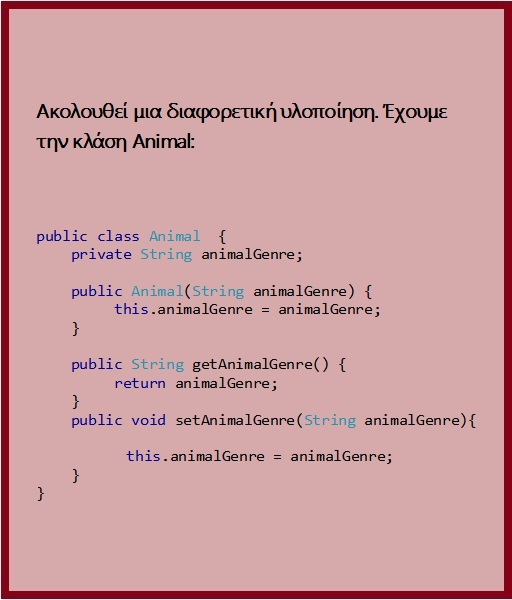 Ακολουθεί μια διαφορετική υλοποίηση. Έχουμε
την κλάση Animal:
public class Animal  {
    private String animalGenre;
    public Animal(String animalGenre) {
         this.animalGenre = animalGenre;
    }
    public String getAnimalGenre() {
         return animalGenre;
    }
    public void setAnimalGenre(String animalGenre){
          this.animalGenre = animalGenre;
    }
}